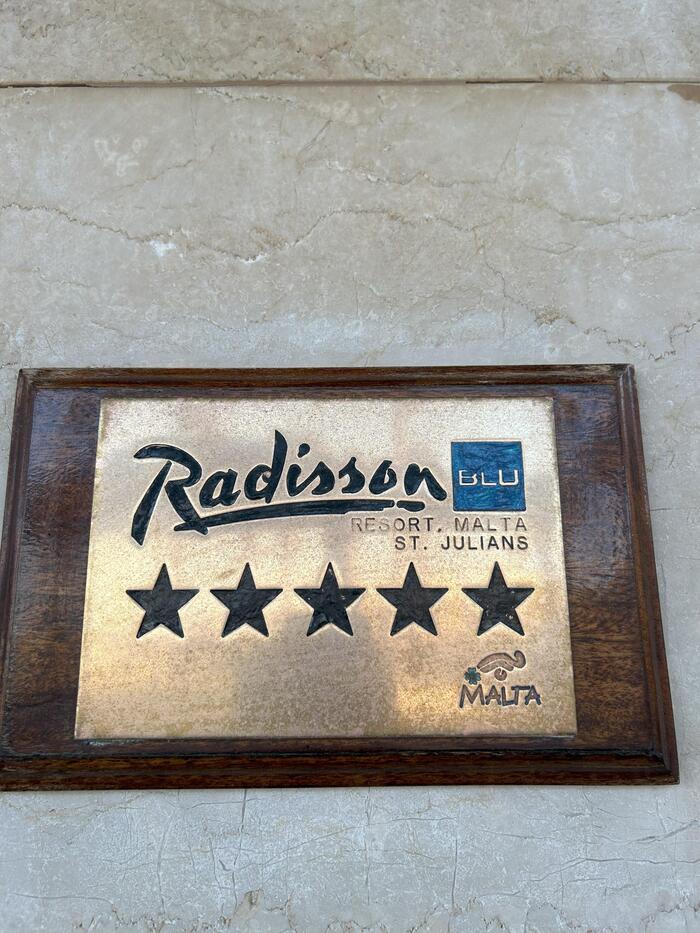 Radisson BLU
RESORT, MALTA
ST. JULIANS
MALTA